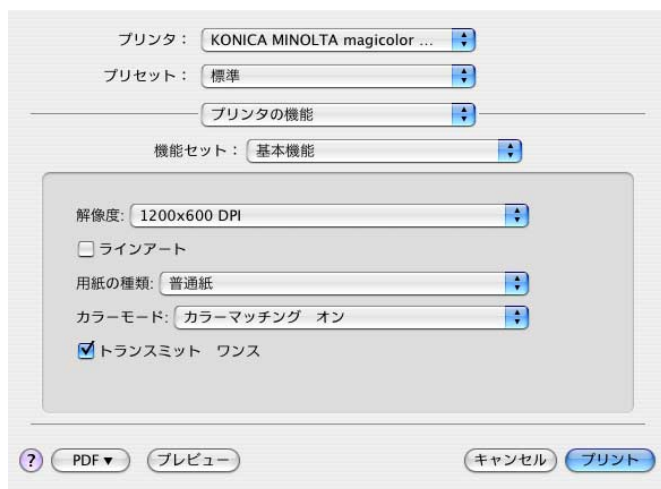 プリンタ： KONICA MINOLTA magicolor ...
プリセット： 標準
プリンタの機能
機能セット： 基本機能
解像度: 1200x600 DPI
ラインアート
用紙の種類: 普通紙
カラーモード: カラーマッチング　オン
トランスミット　ワンス
? PDF▼ プレビュー キャンセル プリント